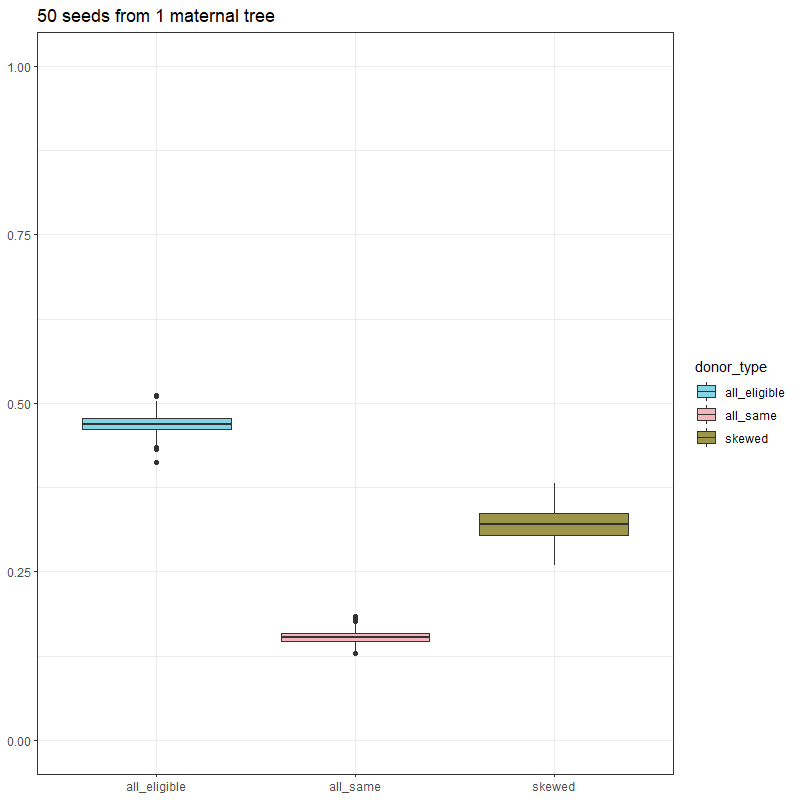 50 seeds from 1 maternal tree
1.00
0.75
0.50
0.25
0.00
all_eligible
all_same
skewed
donor_type
all_eligible
all_same
skewed